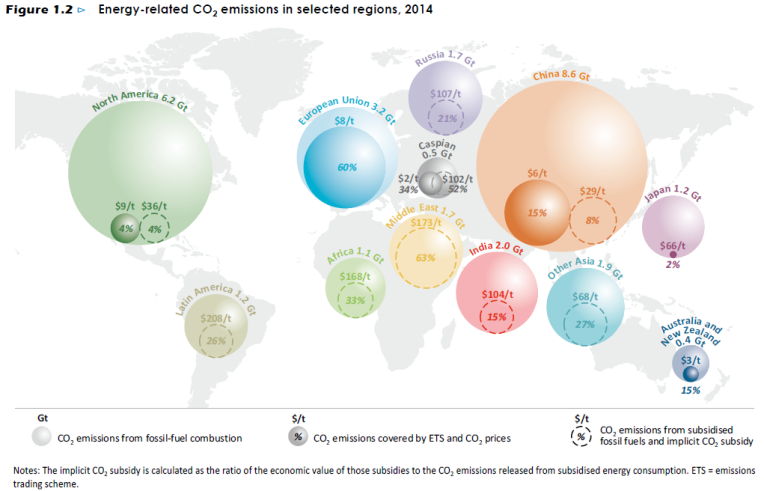 Figure 1.2 ▷ Energy-related CO₂ emissions in selected regions, 2014
North America 6.2 Gt
$9/t
4%
$36/t
4%
European Union 3.2 Gt
$8/t
60%
Russia 1.7 Gt
$107/t
21%
Caspian
0.5 Gt
$2/t
34%
$102/t
52%
China 8.6 Gt
$6/t
15%
$29/t
8%
Japan 1.2 Gt
$66/t
2%
Middle East 1.7 Gt
$173/t
63%
Africa 1.1 Gt
$168/t
33%
India 2.0 Gt
$104/t
15%
Other Asia 1.9 Gt
$68/t
27%
Latin America 1.2 Gt
$208/t
26%
Australia and
New Zealand
0.4 Gt
$3/t
15%
Gt
CO₂ emissions from fossil-fuel combustion
$/t
%
CO₂ emissions covered by ETS and CO₂ prices
$/t
%
CO₂ emissions from subsidised
fossil fuels and implicit CO₂ subsidy
Notes: The implicit CO₂ subsidy is calculated as the ratio of the economic value of those subsidies to the CO₂ emissions released from subsidised energy consumption. ETS = emissions
trading scheme.